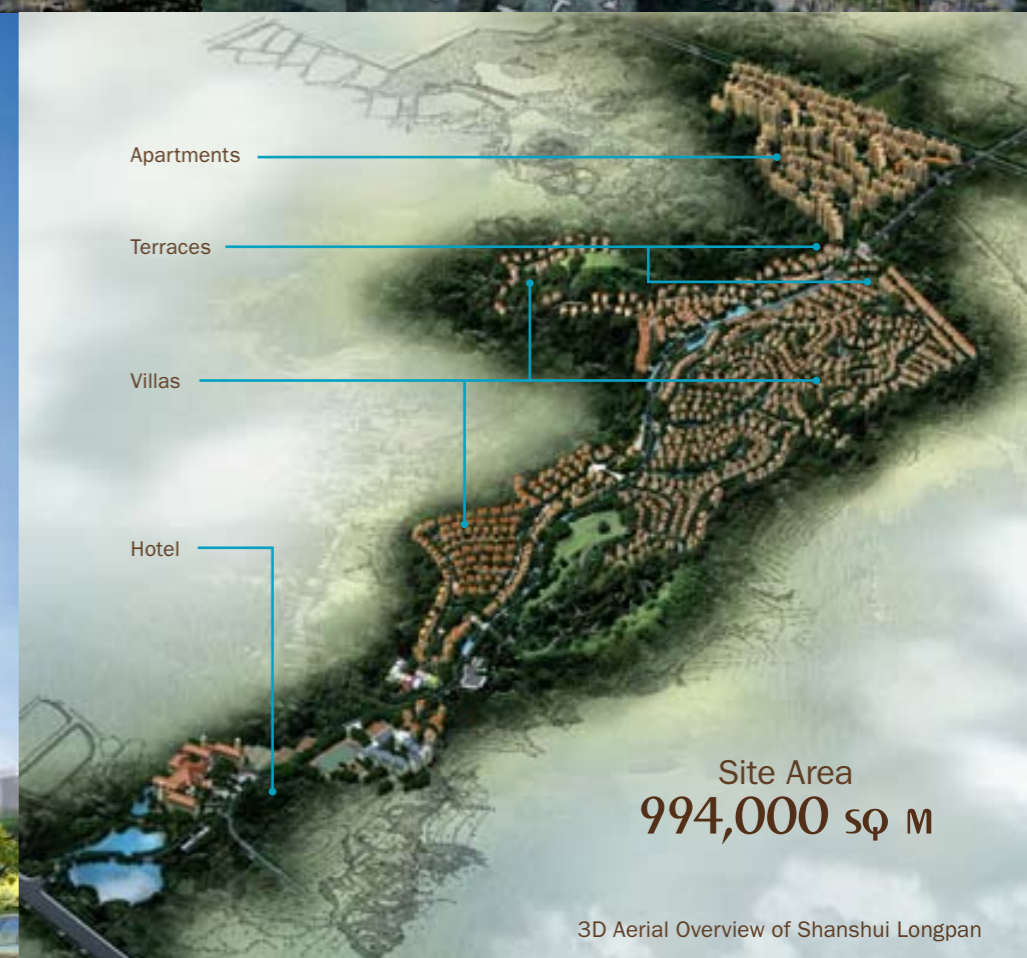 Apartments
Terraces
Villas
Hotel
Site Area
994,000 SQ M
3D Aerial Overview of Shanshui Longpan